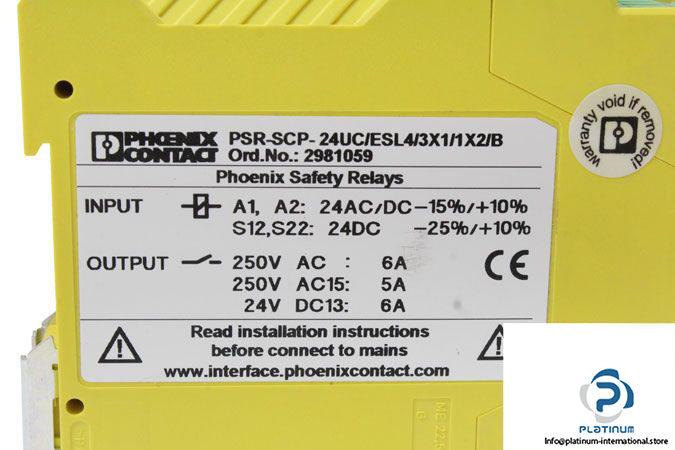 PHOENIX
CONTACT
PSR-SCP- 24UC/ESL4/3X1/1X2/B
Ord.No.: 2981059
Phoenix Safety Relays
INPUT A1, A2: 24AC/DC -15%/+10%
S12,S22: 24DC -25%/+10%
OUTPUT 250V AC : 6A
250V AC15: 5A
24V DC13: 6A
CE
Read installation instructions
before connect to mains
www.interface.phoenixcontact.com
warranty void if removed!
ME 22,5
PLATINUM
Info@platinum-international.store